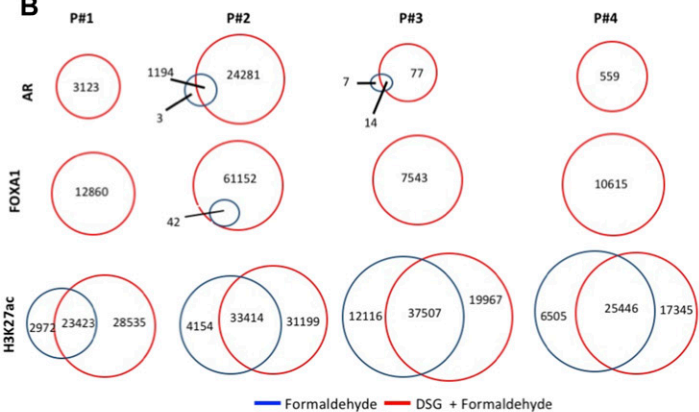 B
P#1 P#2 P#3 P#4
AR
3123
1194 24281
3
7 77
14
559
FOXA1
12860
61152
42
7543
10615
H3K27ac
2972 23423 28535
4154 33414 31199
12116 37507 19967
6505 25446 17345
Formaldehyde DSG + Formaldehyde